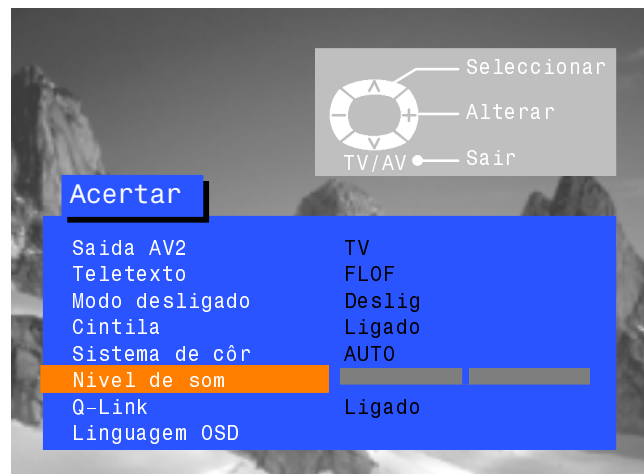 Seleccionar
Alterar
TV/AV Sair
Acertar
Saida AV2 TV
Teletexto FLOF
Modo desligado Deslig
Cintila Ligado
Sistema de côr AUTO
Nivel de som
Q-Link Ligado
Linguagem OSD